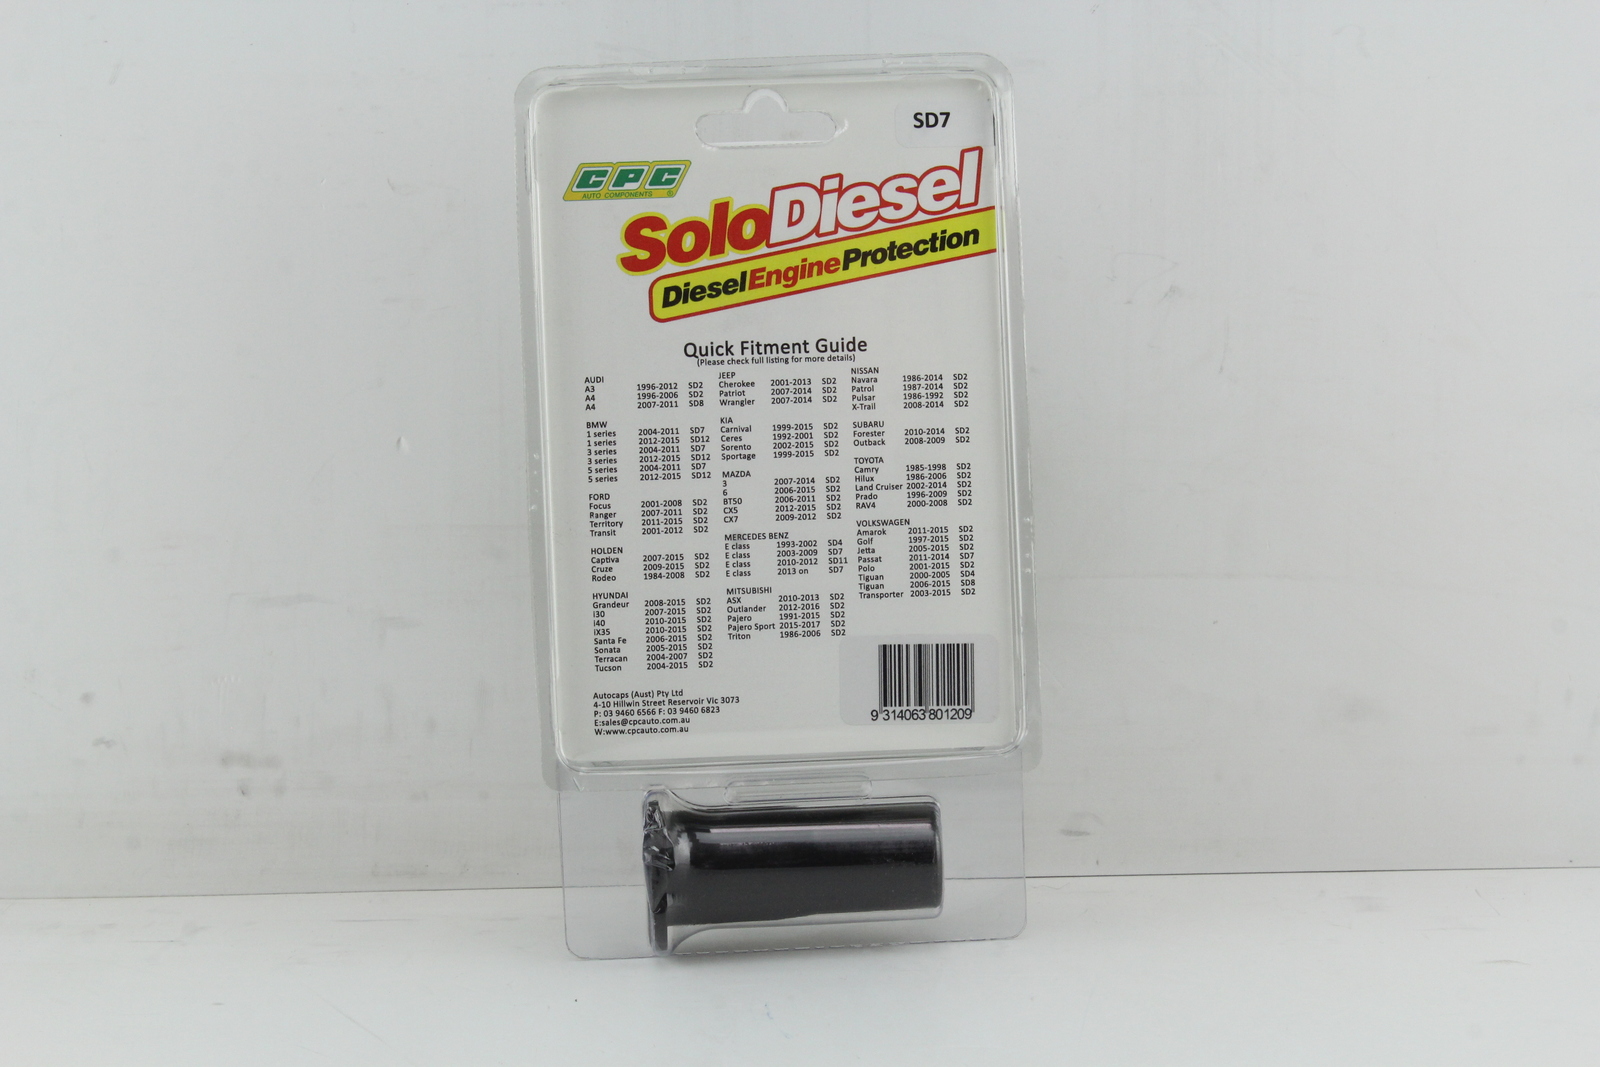 SD7
CPC
AUTO COMPONENTS ®
SoloDiesel
DieselEngineProtection
Quick Fitment Guide
(Please check full listing for more details)
AUDI
A3 1996-2012 SD2
A4 1996-2006 SD2
A4 2007-2011 SD8
BMW
1 series 2004-2011 SD7
1 series 2012-2015 SD12
3 series 2004-2011 SD7
3 series 2012-2015 SD12
5 series 2004-2011 SD7
5 series 2012-2015 SD12
FORD
Focus 2001-2008 SD2
Ranger 2007-2011 SD2
Territory 2011-2015 SD2
Transit 2001-2012 SD2
HOLDEN
Captiva 2007-2015 SD2
Cruze 2009-2015 SD2
Rodeo 1984-2008 SD2
HYUNDAI
Grandeur 2008-2015 SD2
i30 2007-2015 SD2
i40 2010-2015 SD2
iX35 2010-2015 SD2
Santa Fe 2006-2015 SD2
Sonata 2005-2015 SD2
Terracan 2004-2007 SD2
Tucson 2004-2015 SD2
JEEP
Cherokee 2001-2013 SD2
Patriot 2007-2014 SD2
Wrangler 2007-2014 SD2
KIA
Carnival 1999-2015 SD2
Ceres 1992-2001 SD2
Sorento 2002-2015 SD2
Sportage 1999-2015 SD2
MAZDA
3 2007-2014 SD2
6 2006-2015 SD2
BT50 2006-2011 SD2
CX5 2012-2015 SD2
CX7 2009-2012 SD2
MERCEDES BENZ
E class 1993-2002 SD4
E class 2003-2009 SD7
E class 2010-2012 SD11
E class 2013 on SD7
MITSUBISHI
ASX 2010-2013 SD2
Outlander 2012-2016 SD2
Pajero 1991-2015 SD2
Pajero Sport 2015-2017 SD2
Triton 1986-2006 SD2
NISSAN
Navara 1986-2014 SD2
Patrol 1987-2014 SD2
Pulsar 1986-1992 SD2
X-Trail 2008-2014 SD2
SUBARU
Forester 2010-2014 SD2
Outback 2008-2009 SD2
TOYOTA
Camry 1985-1998 SD2
Hilux 1986-2006 SD2
Land Cruiser 2002-2014 SD2
Prado 1996-2009 SD2
RAV4 2000-2008 SD2
VOLKSWAGEN
Amarok 2011-2015 SD2
Golf 1997-2015 SD2
Jetta 2005-2015 SD2
Passat 2011-2014 SD7
Polo 2001-2015 SD2
Tiguan 2000-2005 SD4
Tiguan 2006-2015 SD8
Transporter 2003-2015 SD2
Autocaps (Aust) Pty Ltd
4-10 Hillwin Street Reservoir Vic 3073
P: 03 9460 6566 F: 03 9460 6823
E:sales@cpcauto.com.au
W:www.cpcauto.com.au
9 314063 801209